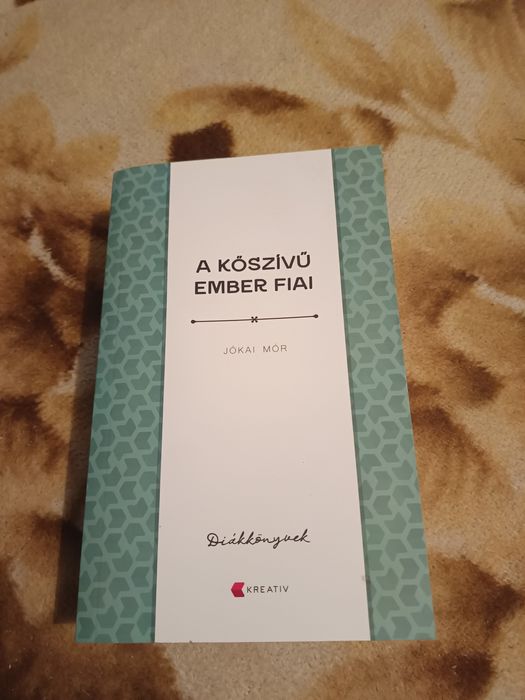 A KŐSZÍVŰ
EMBER FIAI
JÓKAI MÓR
Diákkönyvek
KREATIV